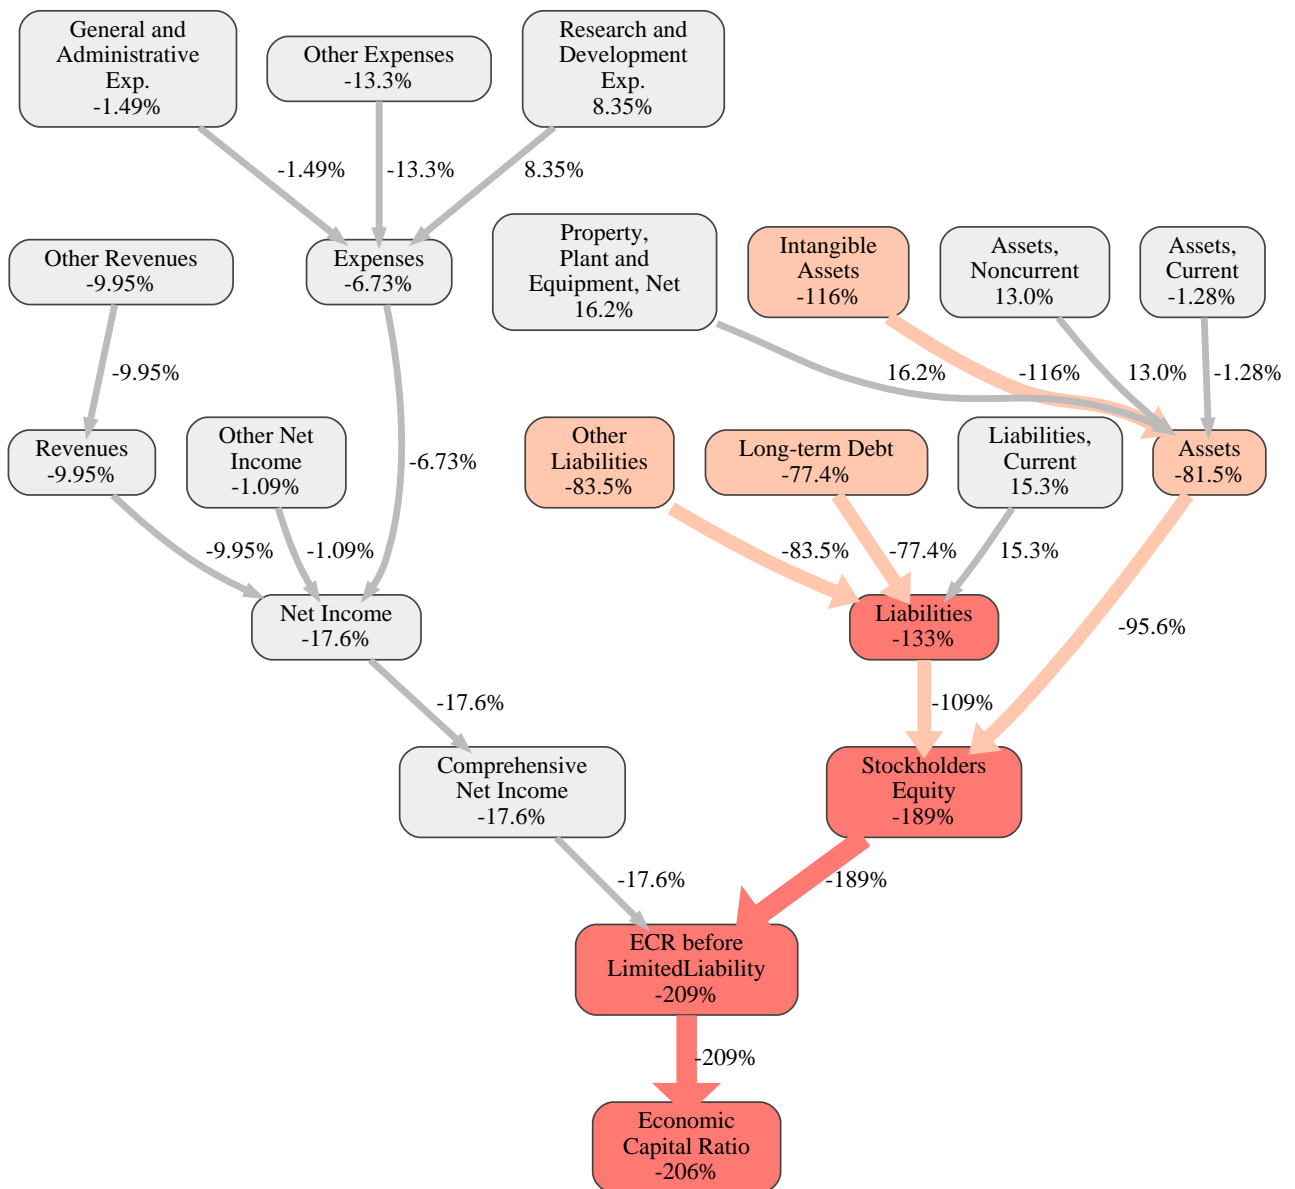 General and
Administrative
Exp.
-1.49%
Other Expenses
-13.3%
Research and
Development
Exp.
8.35%
-1.49%
-13.3%
8.35%
Other Revenues
-9.95%
Expenses
-6.73%
Property,
Plant and
Equipment, Net
16.2%
Intangible
Assets
-116%
Assets,
Noncurrent
13.0%
Assets,
Current
-1.28%
-9.95%
16.2%
-116%
13.0%
-1.28%
Revenues
-9.95%
Other Net
Income
-1.09%
-6.73%
Other
Liabilities
-83.5%
Long-term Debt
-77.4%
Liabilities,
Current
15.3%
Assets
-81.5%
-9.95%
-1.09%
-83.5%
-77.4%
15.3%
Net Income
-17.6%
Liabilities
-133%
-95.6%
-17.6%
-109%
Comprehensive
Net Income
-17.6%
Stockholders
Equity
-189%
-17.6%
-189%
ECR before
LimitedLiability
-209%
-209%
Economic
Capital Ratio
-206%